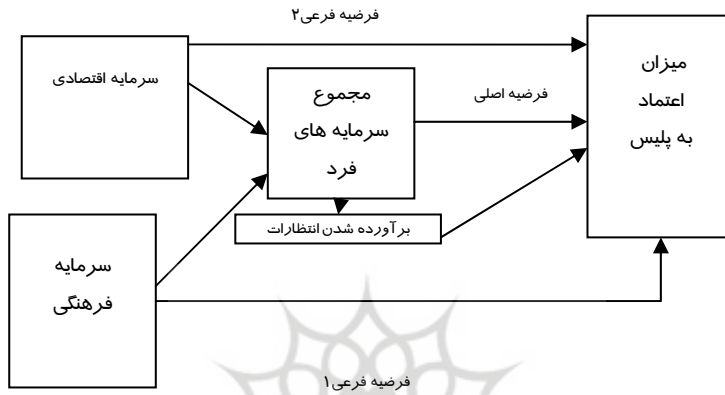 فرضیه فرعی۲
سرمایه اقتصادی
مجموع
سرمایه های
فرد
فرضیه اصلی
میزان
اعتماد
به پلیس
برآورده شدن انتظارات
سرمایه
فرهنگی
فرضیه فرعی۱